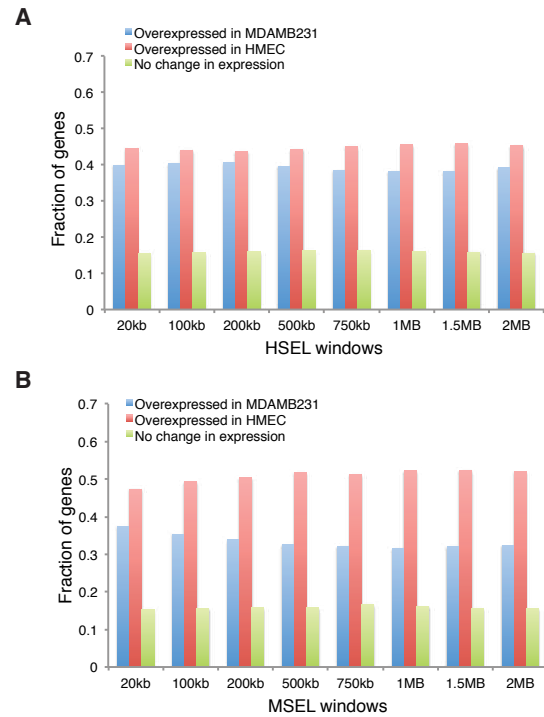 A
Overexpressed in MDAMB231
Overexpressed in HMEC
No change in expression
Fraction of genes
0.7
0.6
0.5
0.4
0.3
0.2
0.1
0
20kb 100kb 200kb 500kb 750kb 1MB 1.5MB 2MB
HSEL windows
B
Overexpressed in MDAMB231
Overexpressed in HMEC
No change in expression
Fraction of genes
0.7
0.6
0.5
0.4
0.3
0.2
0.1
0
20kb 100kb 200kb 500kb 750kb 1MB 1.5MB 2MB
MSEL windows